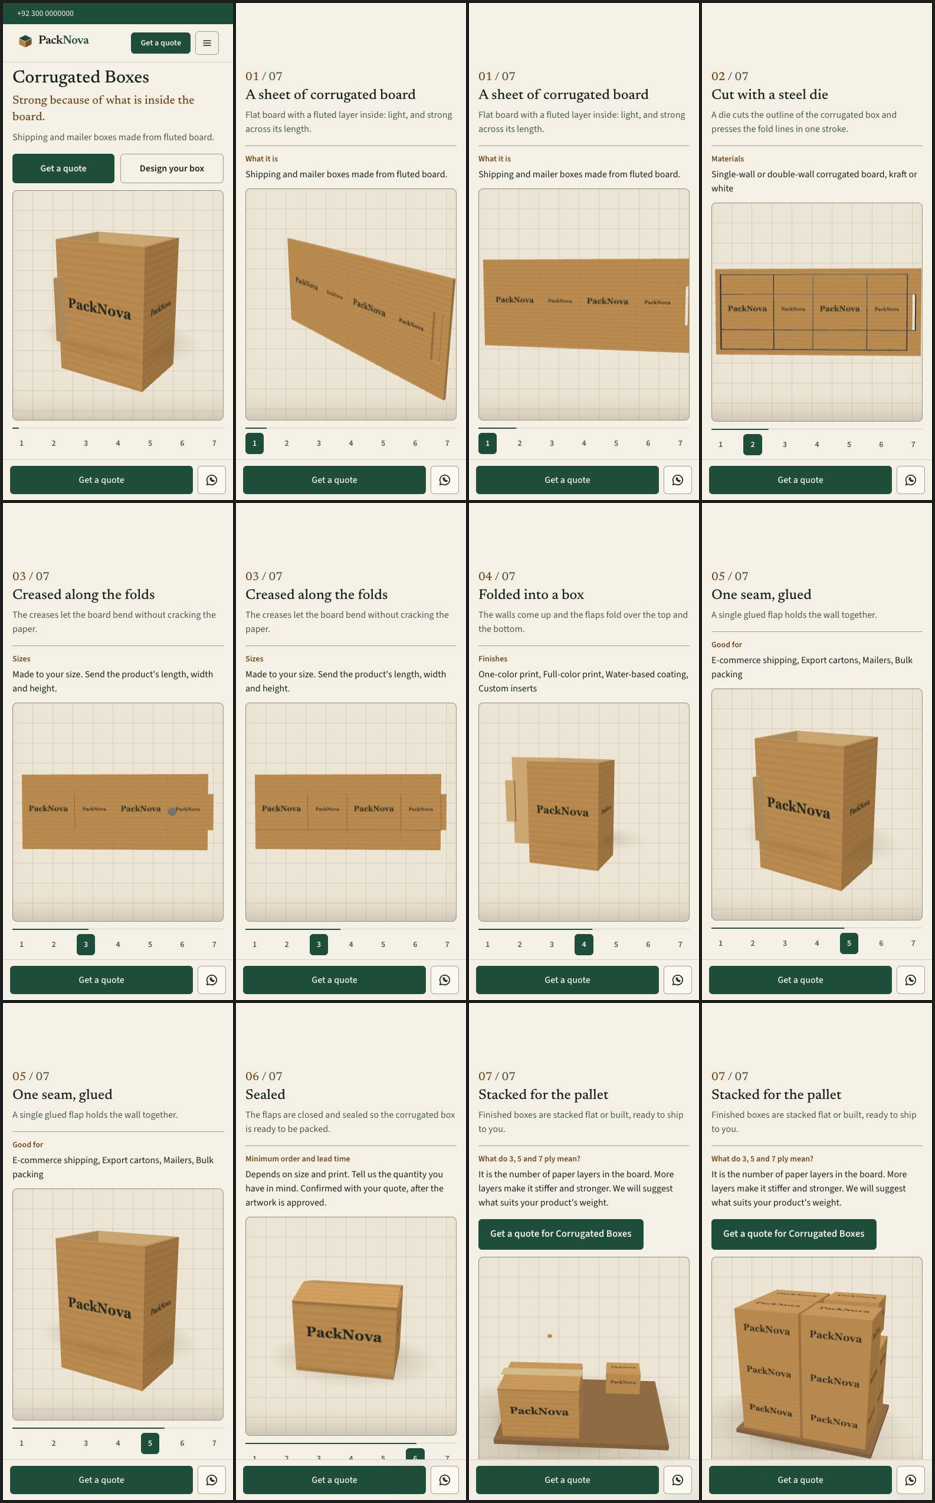 +92 300 0000000
PackNova
Get a quote
Corrugated Boxes
Strong because of what is inside the
board.
Shipping and mailer boxes made from fluted board.
Get a quote
Design your box
PackNova
PackNova
1 2 3 4 5 6 7
Get a quote
01 / 07
A sheet of corrugated board
Flat board with a fluted layer inside: light, and strong
across its length.
What it is
Shipping and mailer boxes made from fluted board.
PackNova
PackNova
PackNova
PackNova
1 2 3 4 5 6 7
Get a quote
01 / 07
A sheet of corrugated board
Flat board with a fluted layer inside: light, and strong
across its length.
What it is
Shipping and mailer boxes made from fluted board.
PackNova PackNova PackNova PackNova
1 2 3 4 5 6 7
Get a quote
02 / 07
Cut with a steel die
A die cuts the outline of the corrugated box and
presses the fold lines in one stroke.
Materials
Single-wall or double-wall corrugated board, kraft or
white
PackNova PackNova PackNova PackNova
1 2 3 4 5 6 7
Get a quote
03 / 07
Creased along the folds
The creases let the board bend without cracking the
paper.
Sizes
Made to your size. Send the product's length, width
and height.
PackNova PackNova PackNova PackNova
1 2 3 4 5 6 7
Get a quote
03 / 07
Creased along the folds
The creases let the board bend without cracking the
paper.
Sizes
Made to your size. Send the product's length, width
and height.
PackNova PackNova PackNova PackNova
1 2 3 4 5 6 7
Get a quote
04 / 07
Folded into a box
The walls come up and the flaps fold over the top and
the bottom.
Finishes
One-color print, Full-color print, Water-based coating,
Custom inserts
PackNova
1 2 3 4 5 6 7
Get a quote
05 / 07
One seam, glued
A single glued flap holds the wall together.
Good for
E-commerce shipping, Export cartons, Mailers, Bulk
packing
PackNova
PackNova
1 2 3 4 5 6 7
Get a quote
05 / 07
One seam, glued
A single glued flap holds the wall together.
Good for
E-commerce shipping, Export cartons, Mailers, Bulk
packing
PackNova
PackNova
1 2 3 4 5 6 7
Get a quote
06 / 07
Sealed
The flaps are closed and sealed so the corrugated box
is ready to be packed.
Minimum order and lead time
Depends on size and print. Tell us the quantity you
have in mind. Confirmed with your quote, after the
artwork is approved.
PackNova
1 2 3 4 5 6 7
Get a quote
07 / 07
Stacked for the pallet
Finished boxes are stacked flat or built, ready to ship
to you.
What do 3, 5 and 7 ply mean?
It is the number of paper layers in the board. More
layers make it stiffer and stronger. We will suggest
what suits your product's weight.
Get a quote for Corrugated Boxes
PackNova
PackNova
Get a quote
07 / 07
Stacked for the pallet
Finished boxes are stacked flat or built, ready to ship
to you.
What do 3, 5 and 7 ply mean?
It is the number of paper layers in the board. More
layers make it stiffer and stronger. We will suggest
what suits your product's weight.
Get a quote for Corrugated Boxes
PackNova PackNova
PackNova PackNova
PackNova PackNova
Get a quote